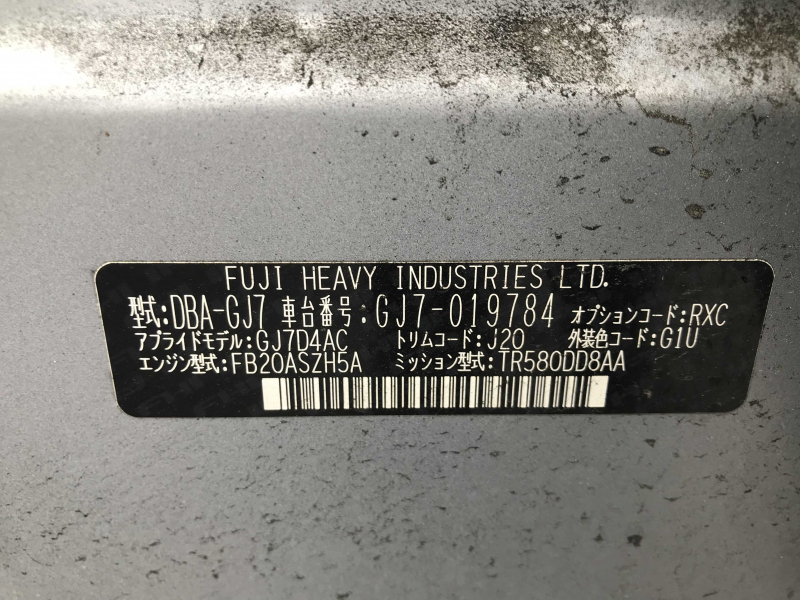 FUJI HEAVY INDUSTRIES LTD.
型式:DBA-GJ7 車台番号:GJ7-019784 オプションコード:RXC
アプライドモデル:GJ7D4AC トリムコード:J20 外装色コード:G1U
エンジン型式:FB20ASZH5A ミッション型式:TR580DD8AA